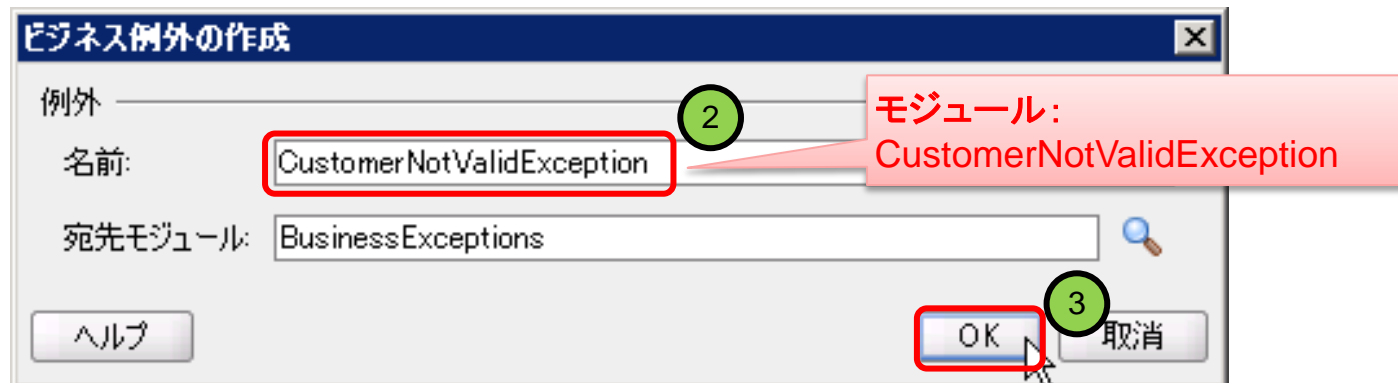 ビジネス例外の作成
例外
2
モジュール:
CustomerNotValidException
名前:
CustomerNotValidException
宛先モジュール:
BusinessExceptions
3
ヘルプ
OK
取消